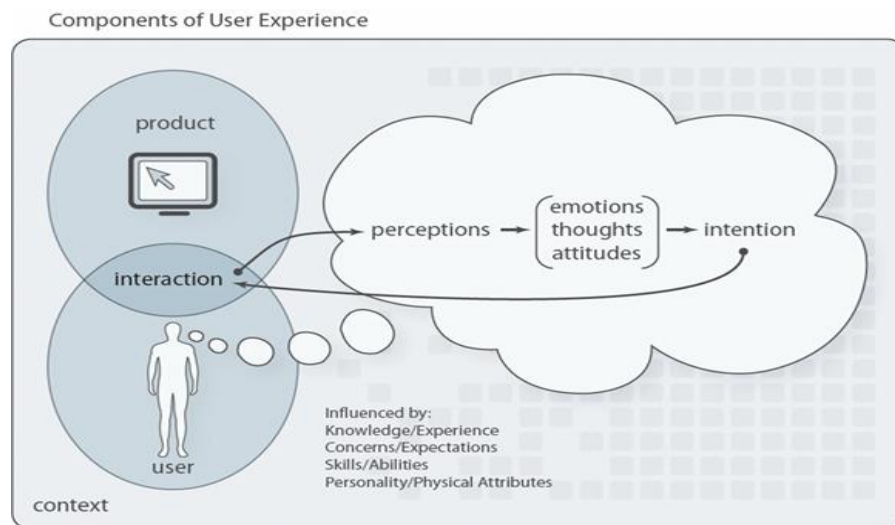 Components of User Experience
product
interaction
user
context
perceptions
emotions
thoughts
attitudes
intention
Influenced by:
Knowledge/Experience
Concerns/Expectations
Skills/Abilities
Personality/Physical Attributes